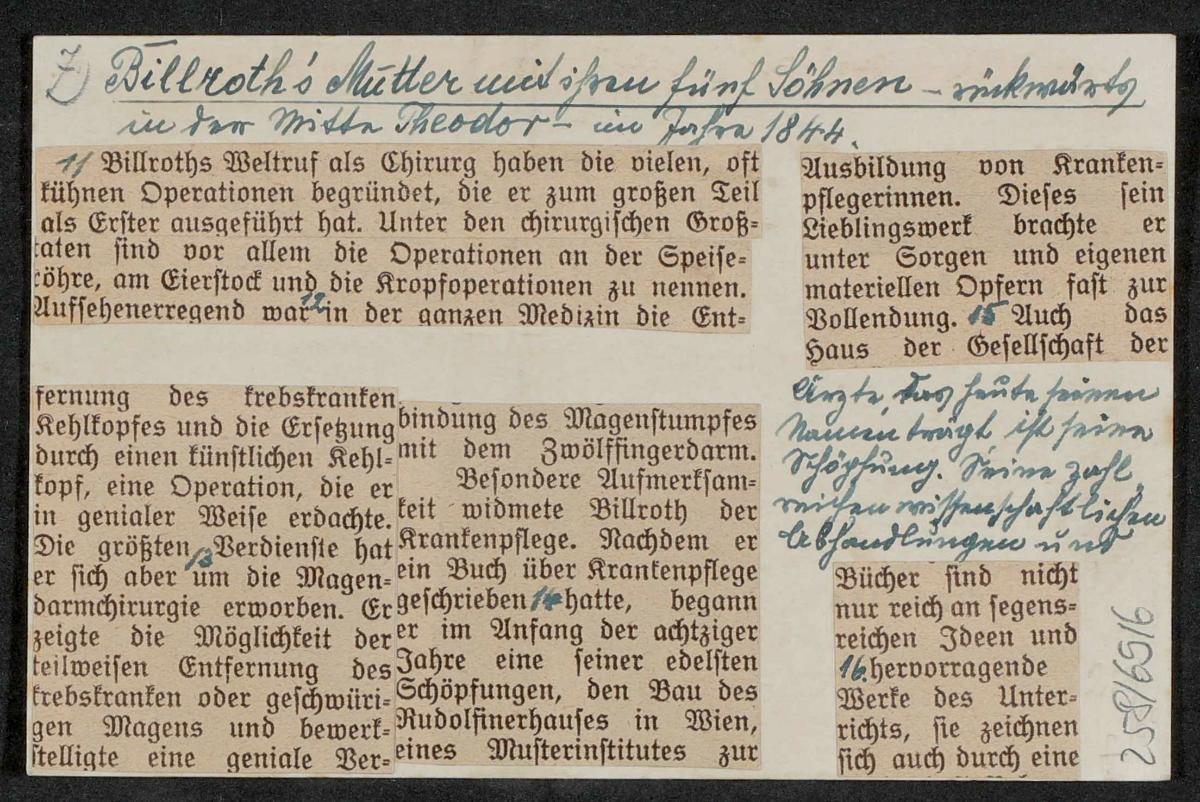 7)
Billroth's Mutter mit ihren fünf Söhnen – rückwärts
in der Mitte Theodor – im Jahre 1844.
11 Billroths Weltruf als Chirurg haben die vielen, oft
kühnen Operationen begründet, die er zum großen Teil
als Erster ausgeführt hat. Unter den chirurgischen Groß-
taten sind vor allem die Operationen an der Speise-
röhre, am Eierstock und die Kropfoperationen zu nennen.
Aufsehenerregend war 12 in der ganzen Medizin die Ent-
fernung des krebskranken
Kehlkopfes und die Ersetzung
durch einen künstlichen Kehl-
kopf, eine Operation, die er
in genialer Weise erdachte.
Die größten Verdienste hat
er sich aber 13 um die Magen-
darmchirurgie erworben. Er
zeigte die Möglichkeit der
teilweisen Entfernung des
krebskranken oder geschwüri-
gen Magens und bewerk-
stelligte eine geniale Ver-
bindung des Magenstumpfes
mit dem Zwölffingerdarm.
Besondere Aufmerksam-
keit widmete Billroth der
Krankenpflege. Nachdem er
ein Buch über Krankenpflege
geschrieben 14 hatte, begann
er im Anfang der achtziger
Jahre eine seiner edelsten
Schöpfungen, den Bau des
Rudolfinerhauses in Wien,
eines Musterinstitutes zur
Ausbildung von Kranken-
pflegerinnen. Dieses sein
Lieblingswerk brachte er
unter Sorgen und eigenen
materiellen Opfern fast zur
Vollendung. 15 Auch das
Haus der Gesellschaft der
Ärzte, das heute seinen
Namen trägt ist seine
Schöpfung. Seine zahl-
reichen wissenschaftlichen
Abhandlungen und
Bücher sind nicht
nur reich an segens-
reichen Ideen und
16. hervorragende
Werke des Unter-
richts, sie zeichnen
sich auch durch eine
258/65/6